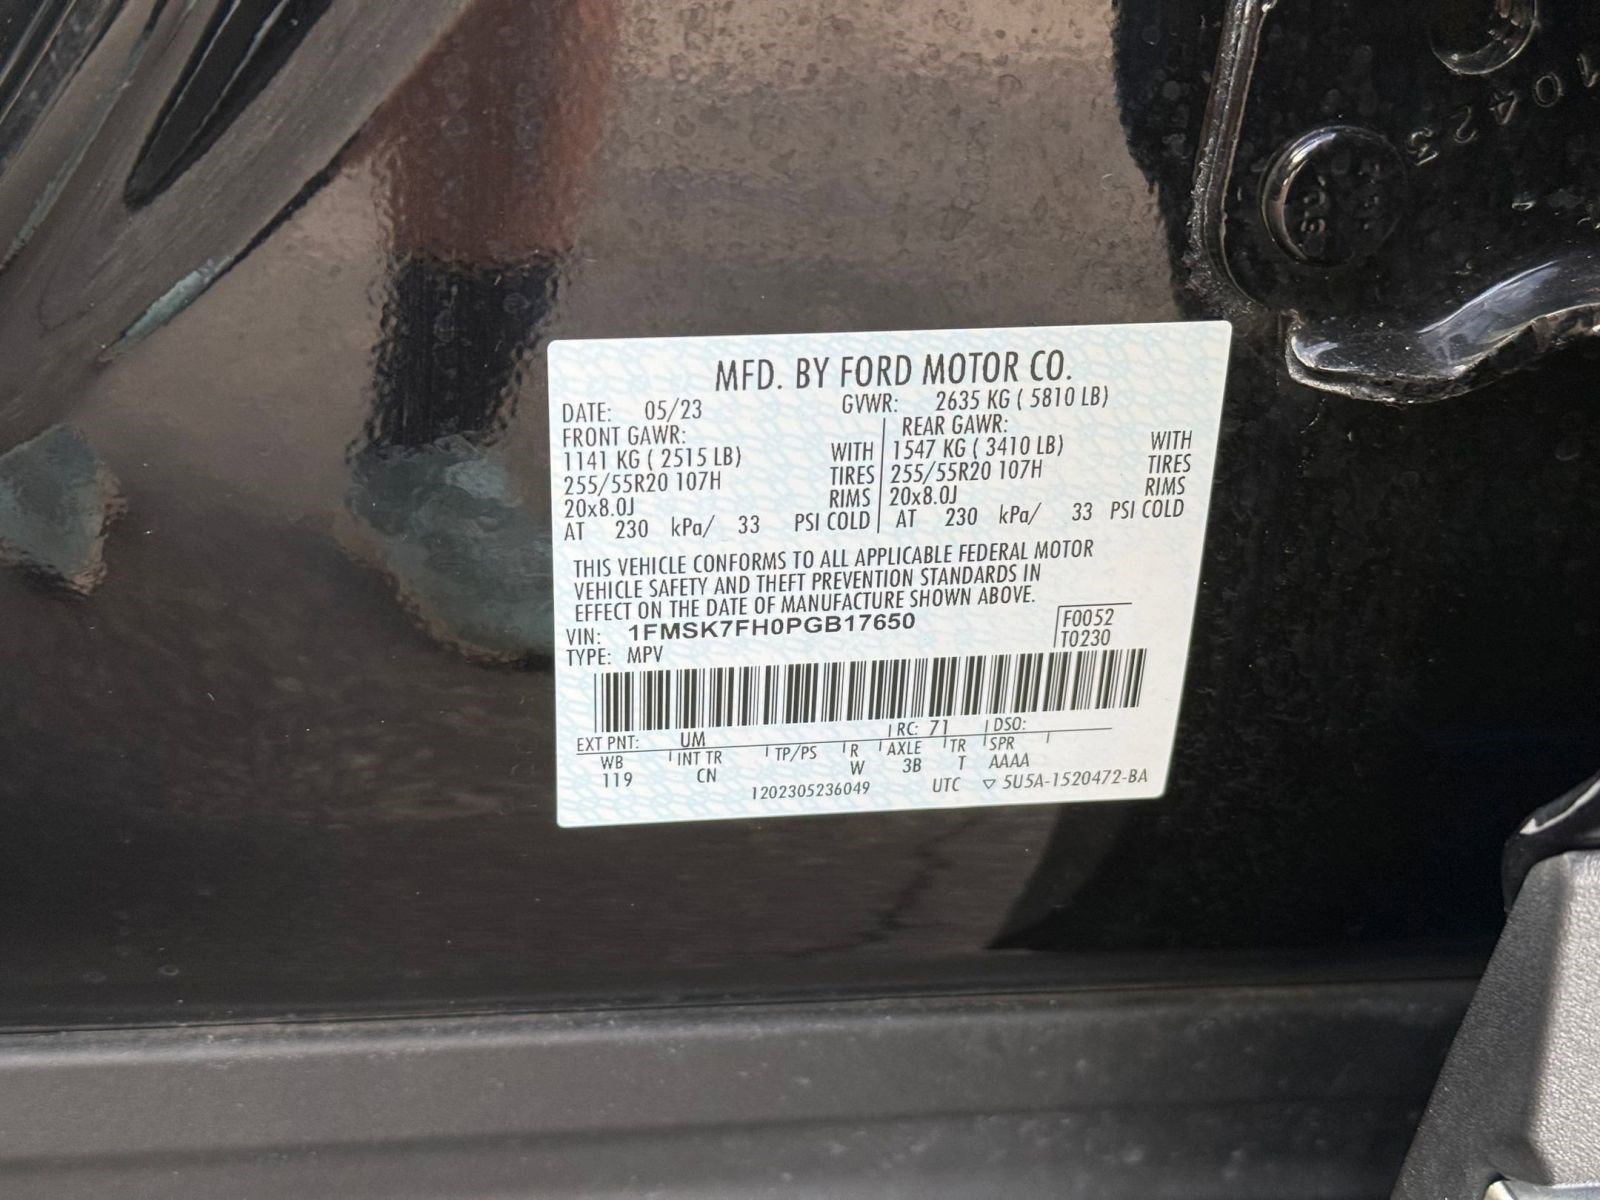 10423
MFD. BY FORD MOTOR CO.
DATE: 05/23 GVWR: 2635 KG ( 5810 LB)
FRONT GAWR: REAR GAWR:
1141 KG ( 2515 LB) WITH 1547 KG ( 3410 LB) WITH
255/55R20 107H TIRES 255/55R20 107H TIRES
20x8.0J RIMS 20x8.0J RIMS
AT 230 kPa/ 33 PSI COLD AT 230 kPa/ 33 PSI COLD
THIS VEHICLE CONFORMS TO ALL APPLICABLE FEDERAL MOTOR
VEHICLE SAFETY AND THEFT PREVENTION STANDARDS IN
EFFECT ON THE DATE OF MANUFACTURE SHOWN ABOVE.
VIN: 1FMSK7FH0PGB17650 F0052
TYPE: MPV T0230
EXT PNT: UM RC: 71 DSO:
WB INT TR TP/PS R AXLE TR SPR
119 CN W 3B T AAAA
1202305236049 UTC ▽ 5U5A-1520472-BA